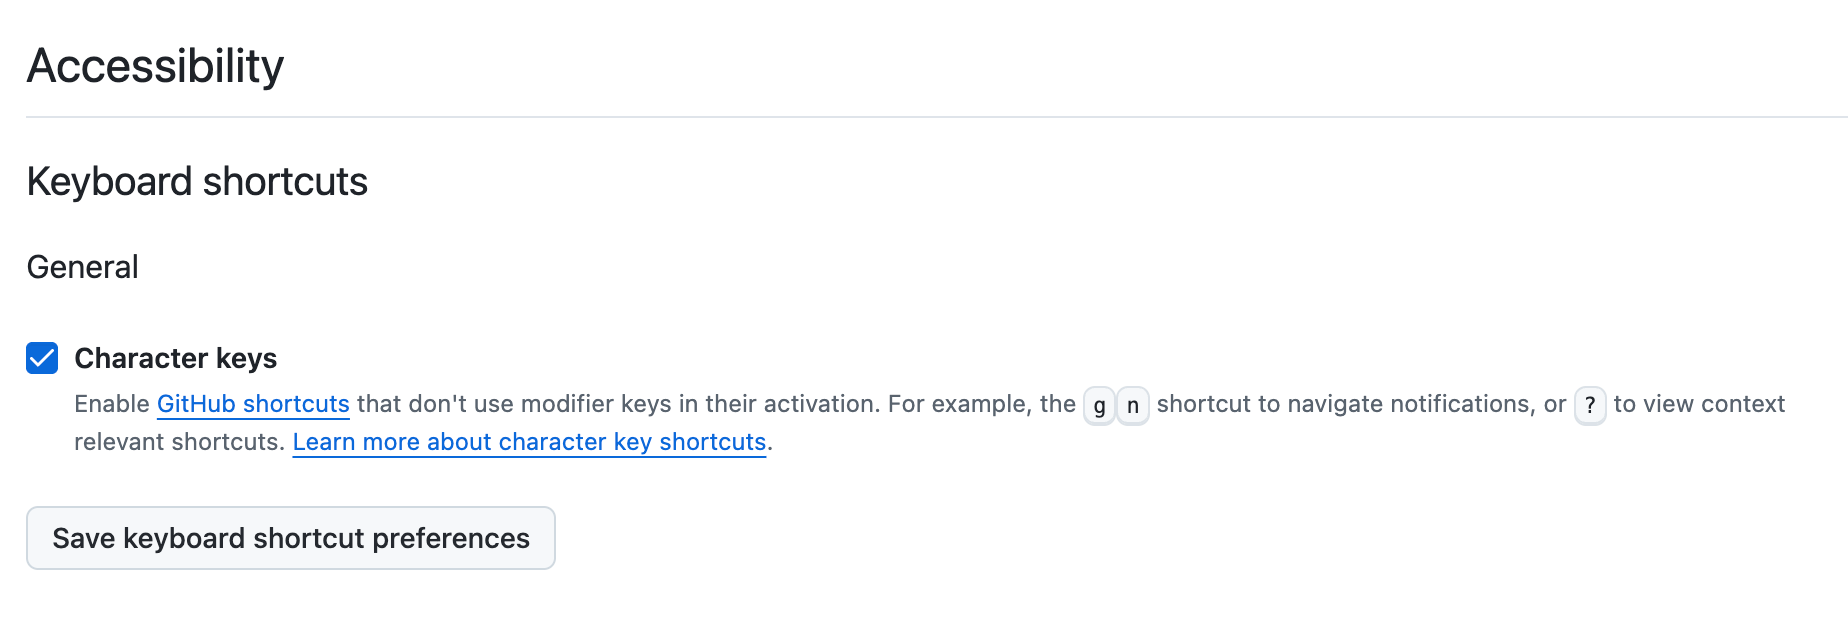 Accessibility
Keyboard shortcuts
General
Character keys
Enable GitHub shortcuts that don't use modifier keys in their activation. For example, the g n shortcut to navigate notifications, or ? to view context
relevant shortcuts. Learn more about character key shortcuts.
Save keyboard shortcut preferences